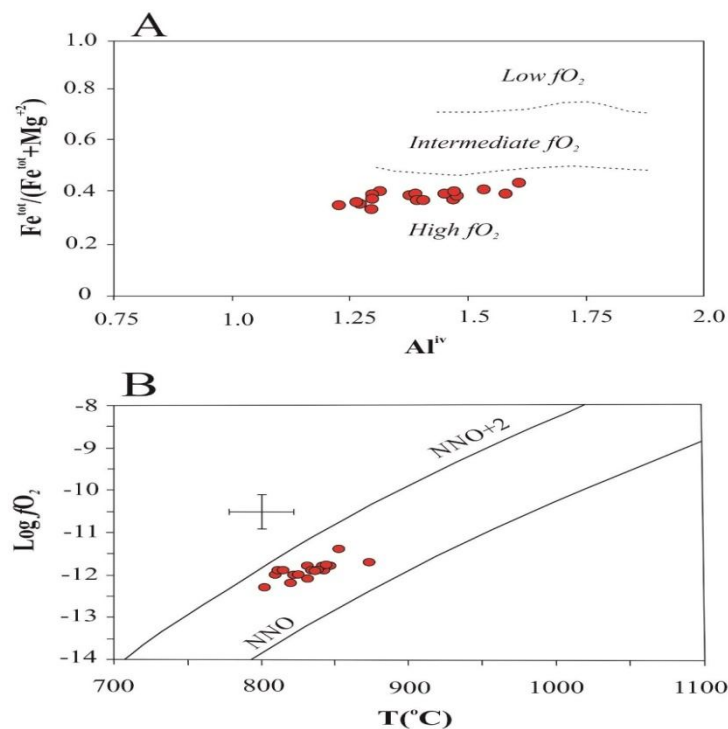 A
Fe^tot/(Fe^tot+Mg^+2)
1.0
0.8
0.6
0.4
0.2
0
Low fO2
Intermediate fO2
High fO2
0.75
1.0
1.25
1.5
1.75
2.0
Al^iv
B
Log fO2
-8
-9
-10
-11
-12
-13
-14
NNO+2
NNO
700
800
900
1000
1100
T(°C)